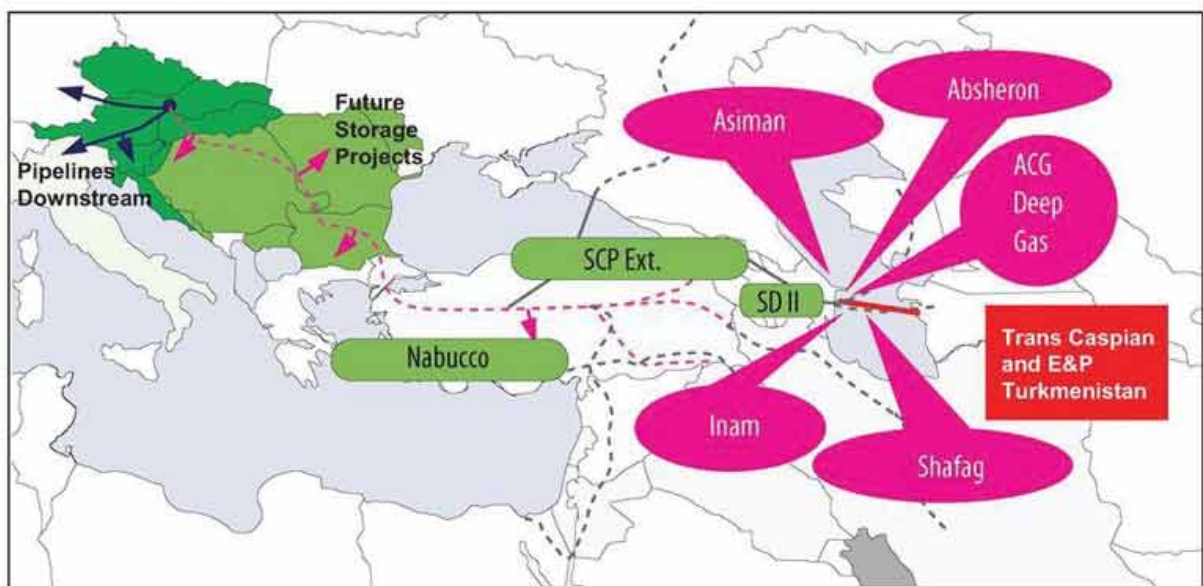 Absheron
Asiman
Future
Storage
Projects
Pipelines
Downstream
ACG
Deep
Gas
SCP Ext.
SD II
Trans Caspian
and E&P
Turkmenistan
Nabucco
Inam
Shafag